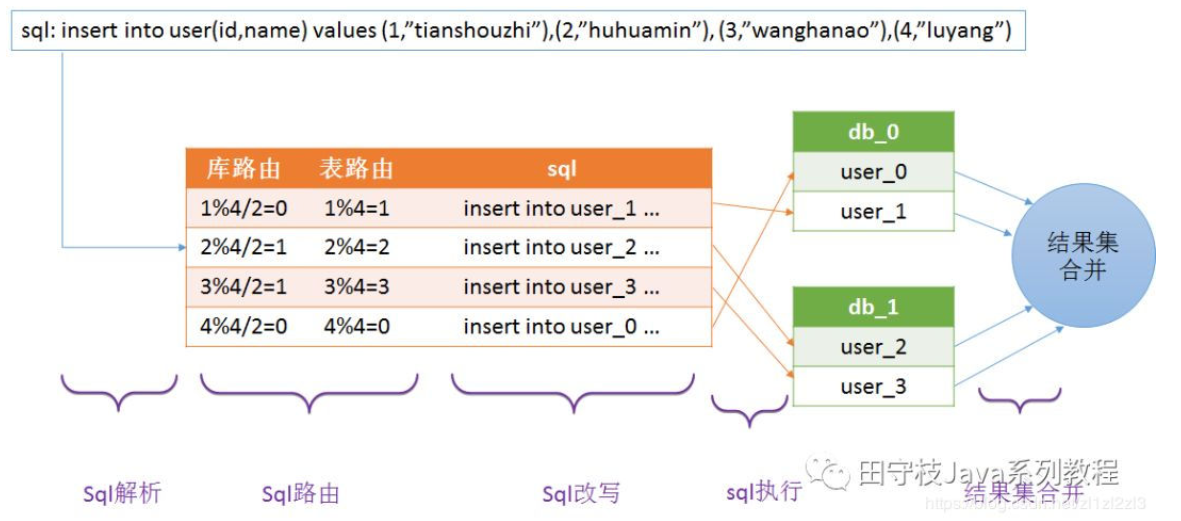 sql: insert into user(id,name) values (1,”tianshouzhi”),(2,”huhuamin”), (3,”wanghanao”),(4,”luyang”)
库路由 表路由 sql
1%4/2=0 1%4=1 insert into user_1 ...
2%4/2=1 2%4=2 insert into user_2 ...
3%4/2=1 3%4=3 insert into user_3 ...
4%4/2=0 4%4=0 insert into user_0 ...
db_0
user_0
user_1
db_1
user_2
user_3
结果集
合并
Sql解析 Sql路由 Sql改写 sql执行 结果集合并
田守枝Java系列教程
https://blog.csdn.net/zl1zl2zl3